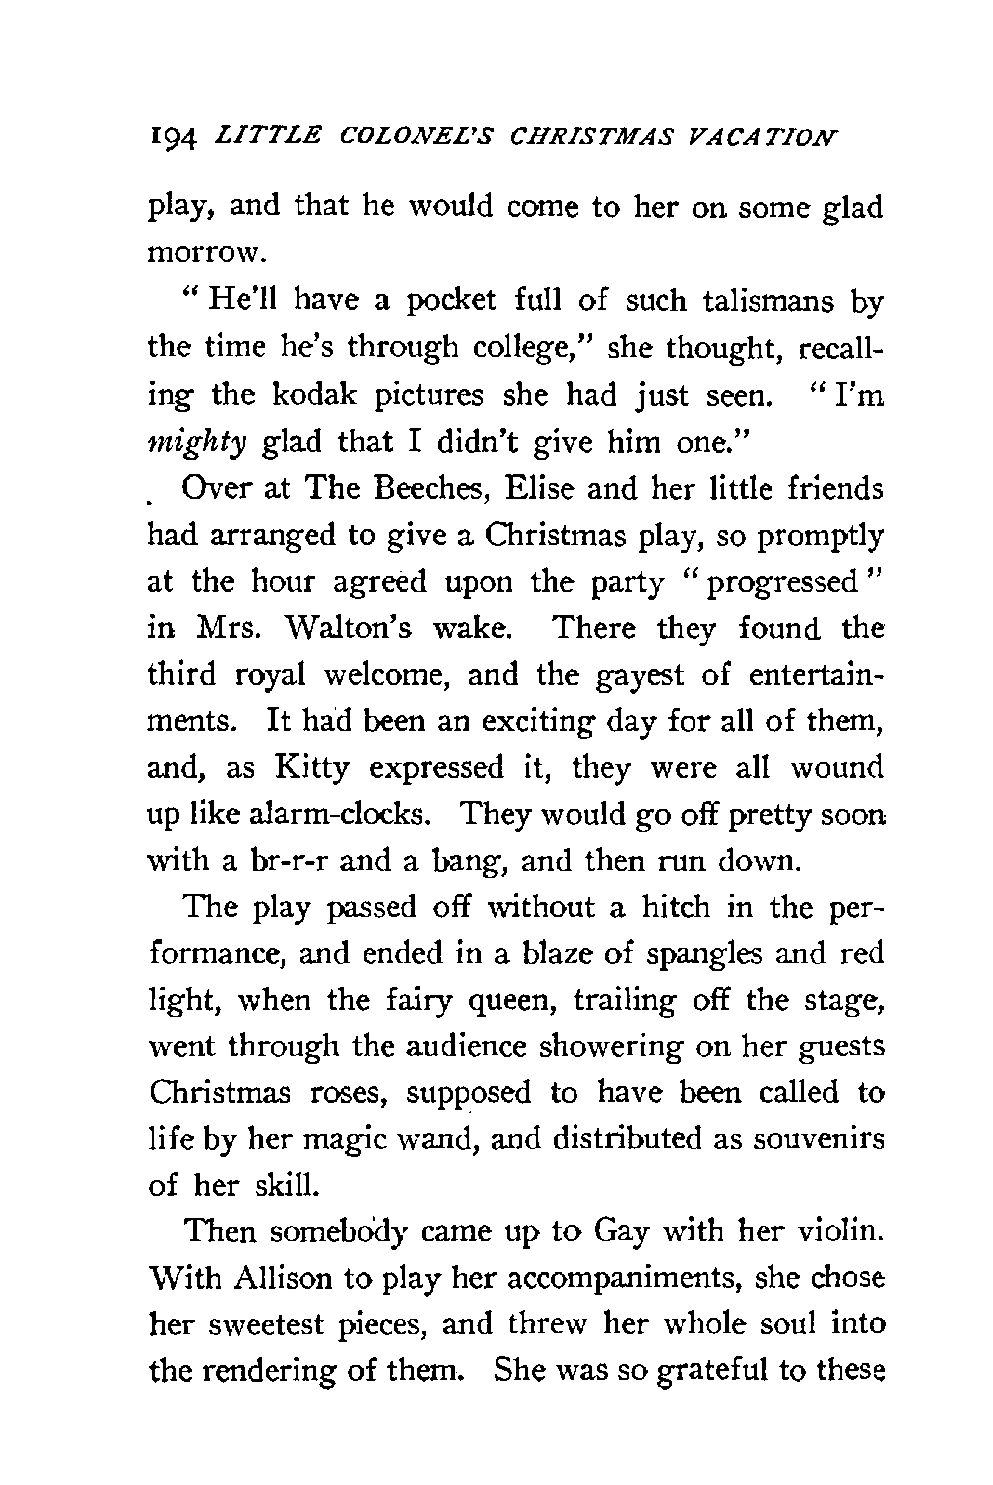 194 LITTLE COLONEL'S CHRISTMAS VACATION
play, and that he would come to her on some glad
morrow.
" He'll have a pocket full of such talismans by
the time he's through college," she thought, recall-
ing the kodak pictures she had just seen. " I'm
mighty glad that I didn't give him one."
Over at The Beeches, Elise and her little friends
had arranged to give a Christmas play, so promptly
at the hour agreed upon the party " progressed "
in Mrs. Walton's wake. There they found the
third royal welcome, and the gayest of entertain-
ments. It had been an exciting day for all of them,
and, as Kitty expressed it, they were all wound
up like alarm-clocks. They would go off pretty soon
with a br-r-r and a bang, and then run down.
The play passed off without a hitch in the per-
formance, and ended in a blaze of spangles and red
light, when the fairy queen, trailing off the stage,
went through the audience showering on her guests
Christmas roses, supposed to have been called to
life by her magic wand, and distributed as souvenirs
of her skill.
Then somebody came up to Gay with her violin.
With Allison to play her accompaniments, she chose
her sweetest pieces, and threw her whole soul into
the rendering of them. She was so grateful to these